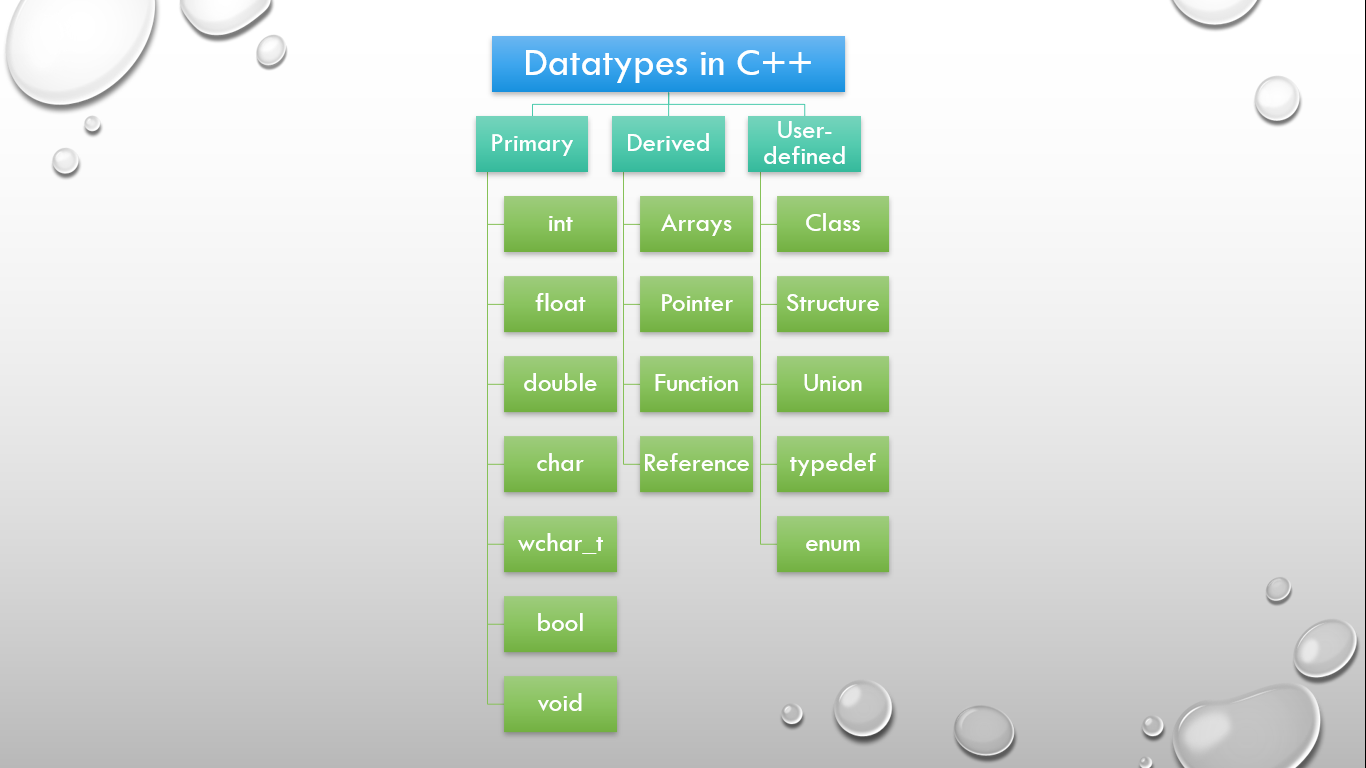 Datatypes in C++
Primary
Derived
User-
defined
int
Arrays
Class
float
Pointer
Structure
double
Function
Union
char
Reference
typedef
wchar_t
enum
bool
void